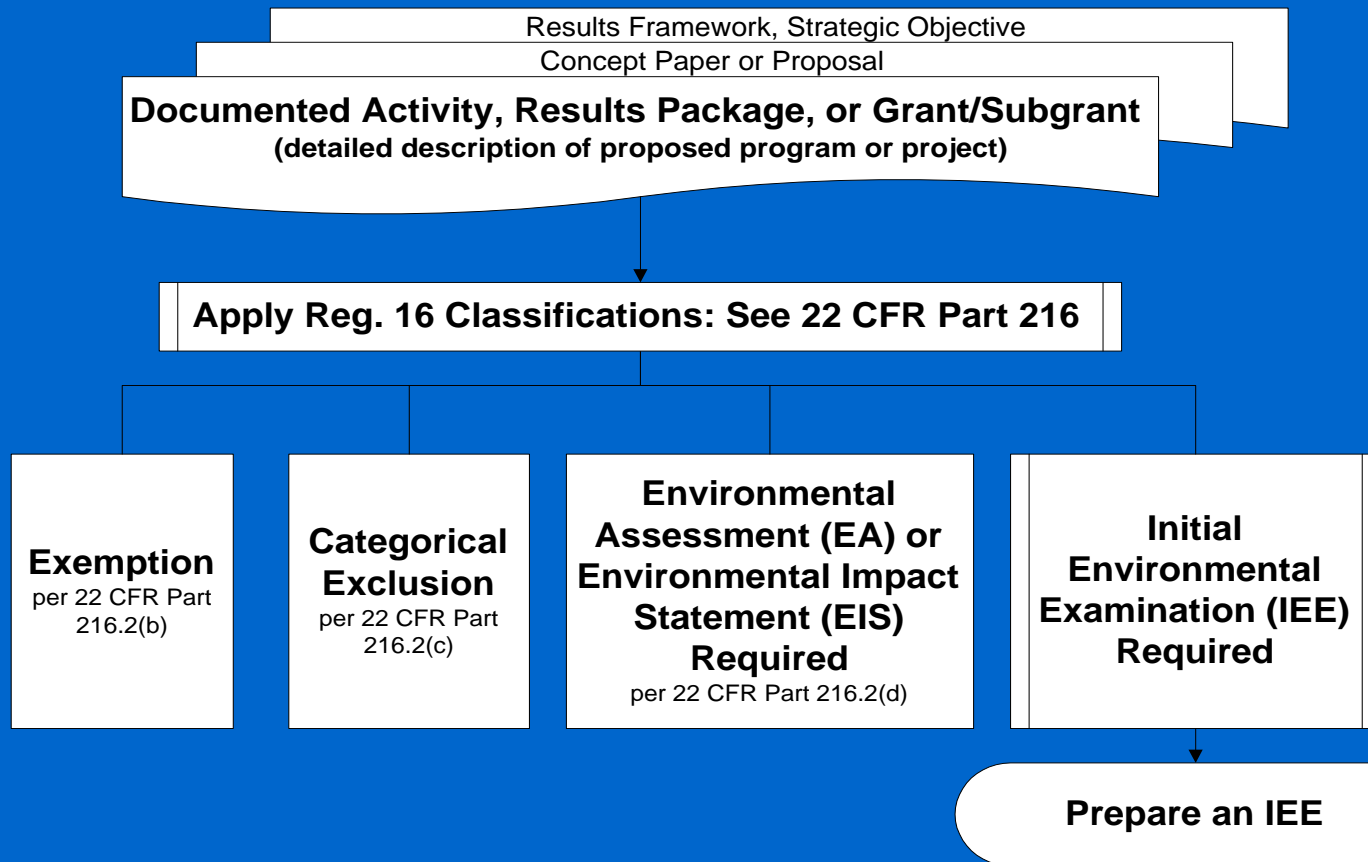 Results Framework, Strategic Objective
Concept Paper or Proposal
Documented Activity, Results Package, or Grant/Subgrant
(detailed description of proposed program or project)
Apply Reg. 16 Classifications: See 22 CFR Part 216
Exemption
per 22 CFR Part
216.2(b)
Categorical
Exclusion
per 22 CFR Part
216.2(c)
Environmental
Assessment (EA) or
Environmental Impact
Statement (EIS)
Required
per 22 CFR Part 216.2(d)
Initial
Environmental
Examination (IEE)
Required
Prepare an IEE